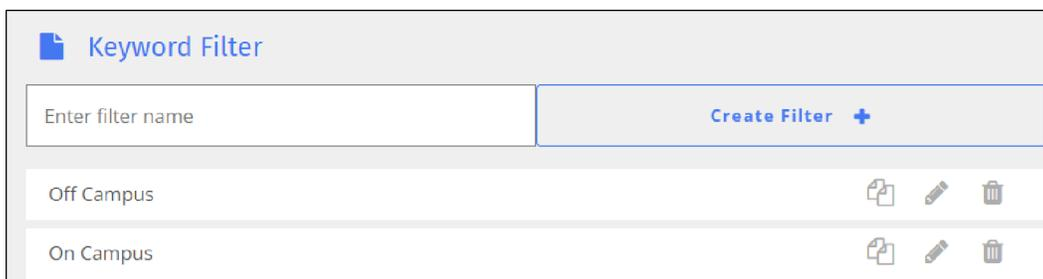 Keyword Filter
Enter filter name
Create Filter
Off Campus
On Campus